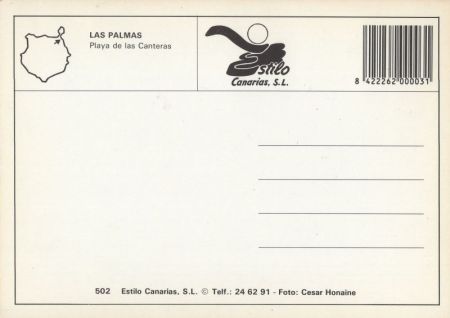 LAS PALMAS
Playa de las Canteras
Estilo
Canarias, S.L.
8 422262 000031
502 Estilo Canarias, S.L. © Telf.: 24 62 91 - Foto: Cesar Honaine